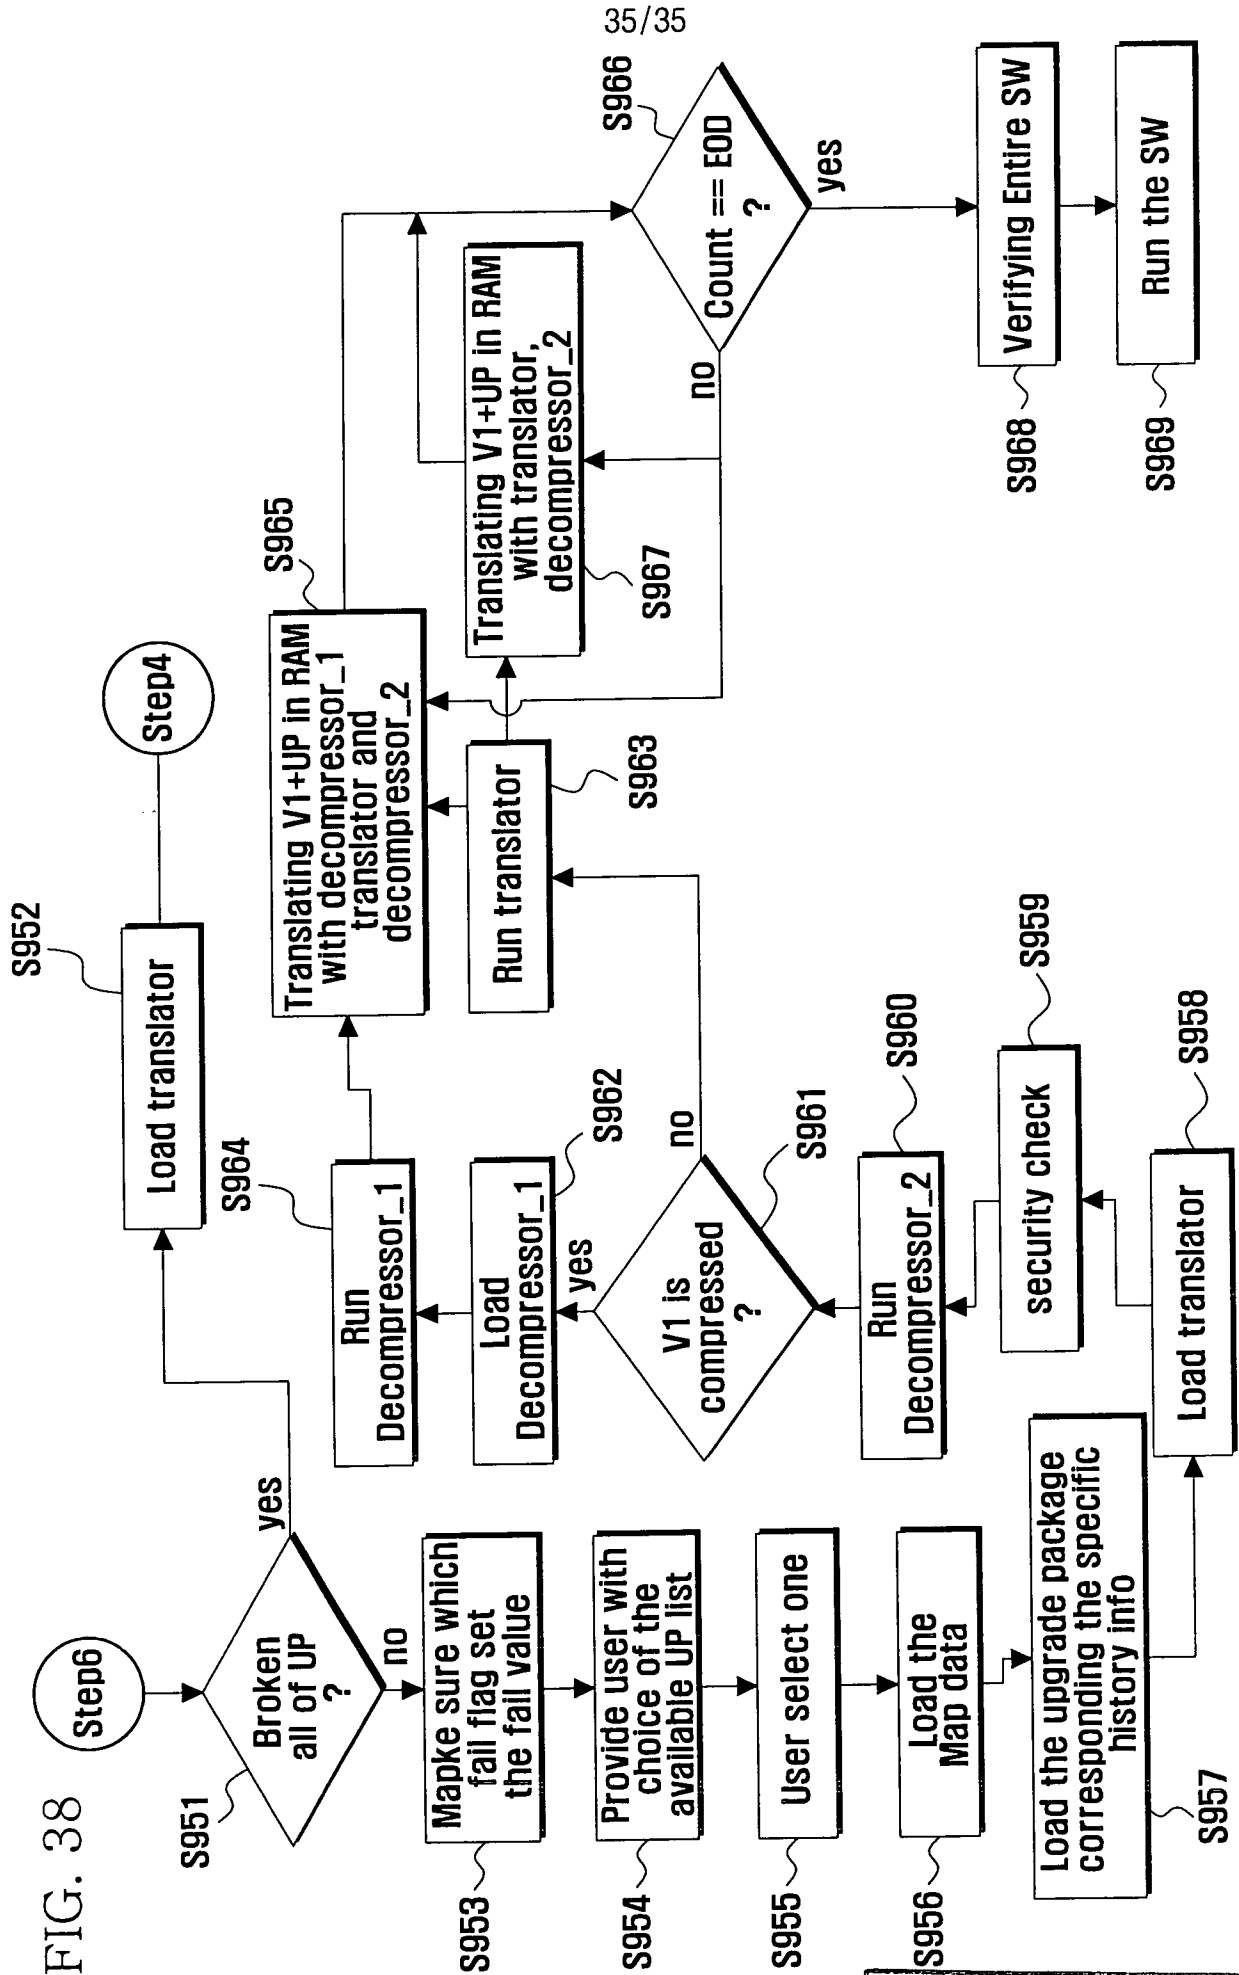 35/35
FIG. 38
Step6
S951
Broken
all of UP
?
yes
no
S952
Load translator
Step4
S953
Mapke sure which
fail flag set
the fail value
S954
Provide user with
choice of the
available UP list
S955
User select one
S956
Load the
Map data
S957
Load the upgrade package
corresponding the specific
history info
S958
Load translator
S959
security check
S960
Run
Decompressor_2
S961
V1 is
compressed
?
yes
no
S962
Load
Decompressor_1
S964
Run
Decompressor_1
S963
Run translator
S965
Translating V1+UP in RAM
with decompressor_1
translator and
decompressor_2
S967
Translating V1+UP in RAM
with translator,
decompressor_2
S966
Count == EOD
?
no
yes
S968
Verifying Entire SW
S969
Run the SW